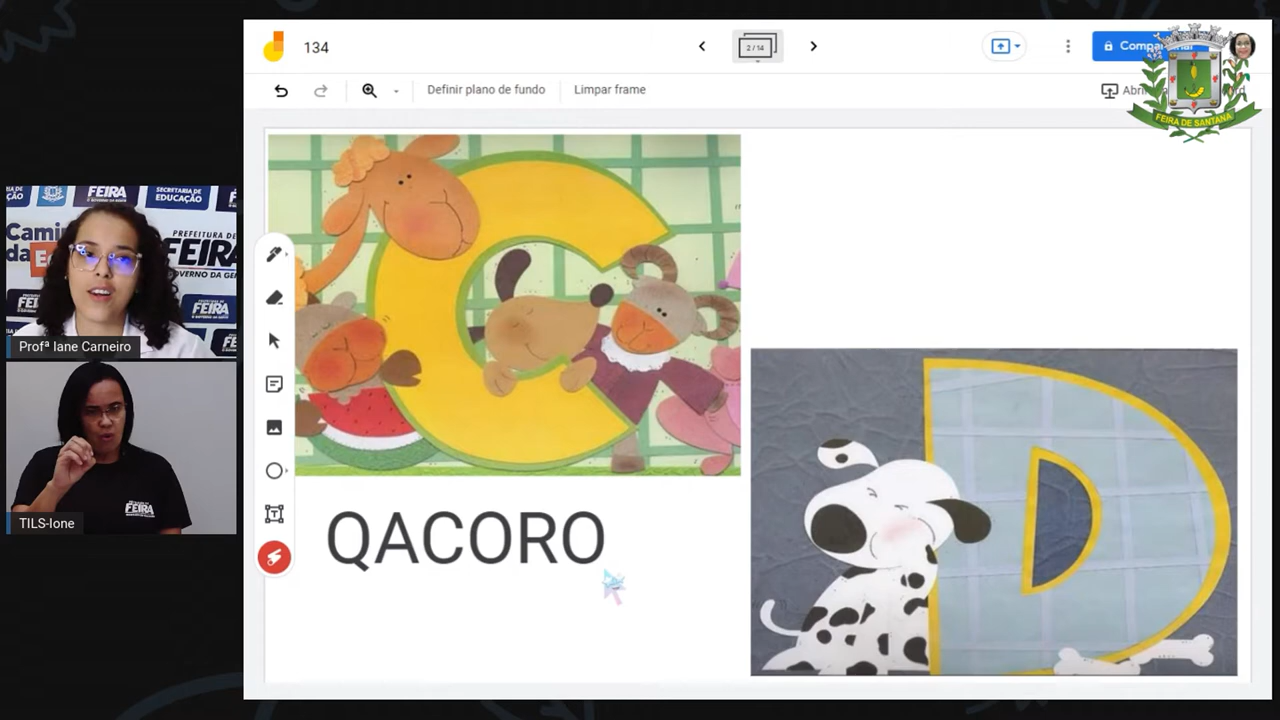 134
2 / 14
FEIRA DE SANTANA
Definir plano de fundo
Limpar frame
SECRETARIA DE
EDUCAÇÃO
FEIRA
PREFEITURA DE
FEIRA
Profª Iane Carneiro
FEIRA
TILS-Ione
QACORO